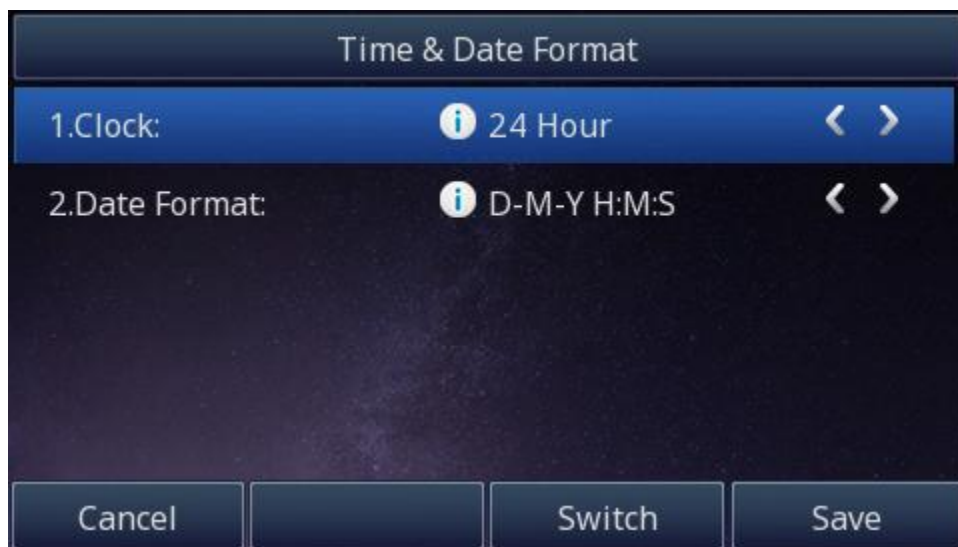 Time & Date Format
1.Clock: 24 Hour
2.Date Format: D-M-Y H:M:S
Cancel Switch Save